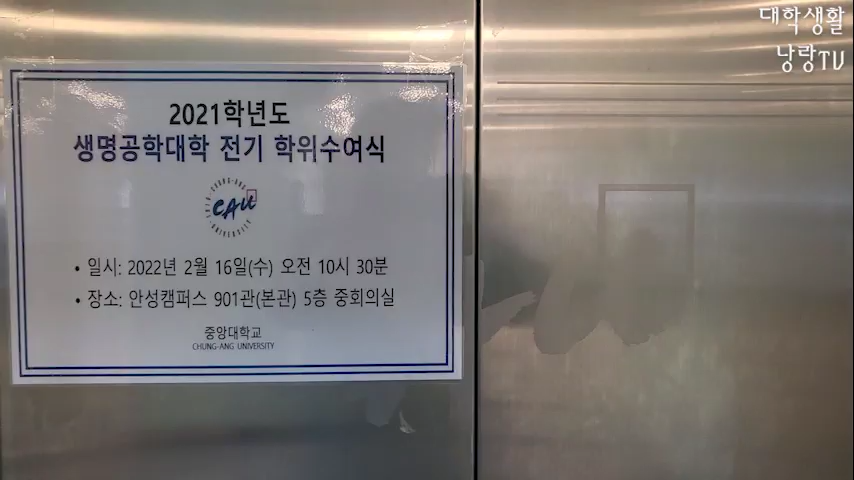 대학생활
낭랑TV
2021학년도
생명공학대학 전기 학위수여식
CHUNG-ANG
CAU
UNIVERSITY
• 일시: 2022년 2월 16일(수) 오전 10시 30분
• 장소: 안성캠퍼스 901관(본관) 5층 중회의실
중앙대학교
CHUNG-ANG UNIVERSITY